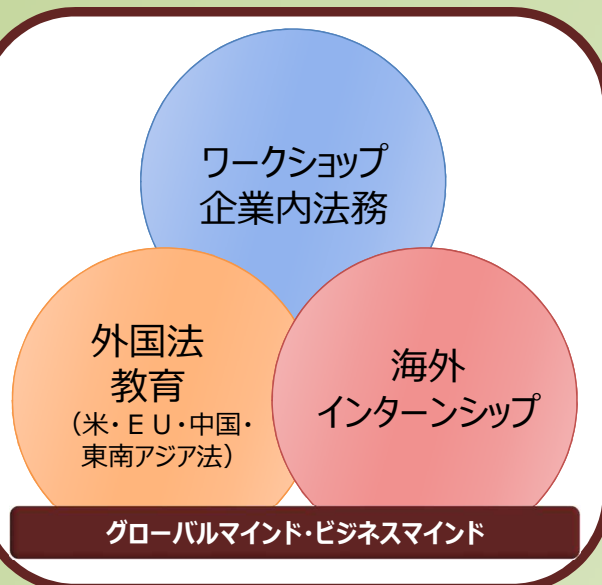 ワークショップ
企業内法務
外国法
教育
（米・ＥＵ・中国・
東南アジア法）
海外
インターンシップ
グローバルマインド・ビジネスマインド